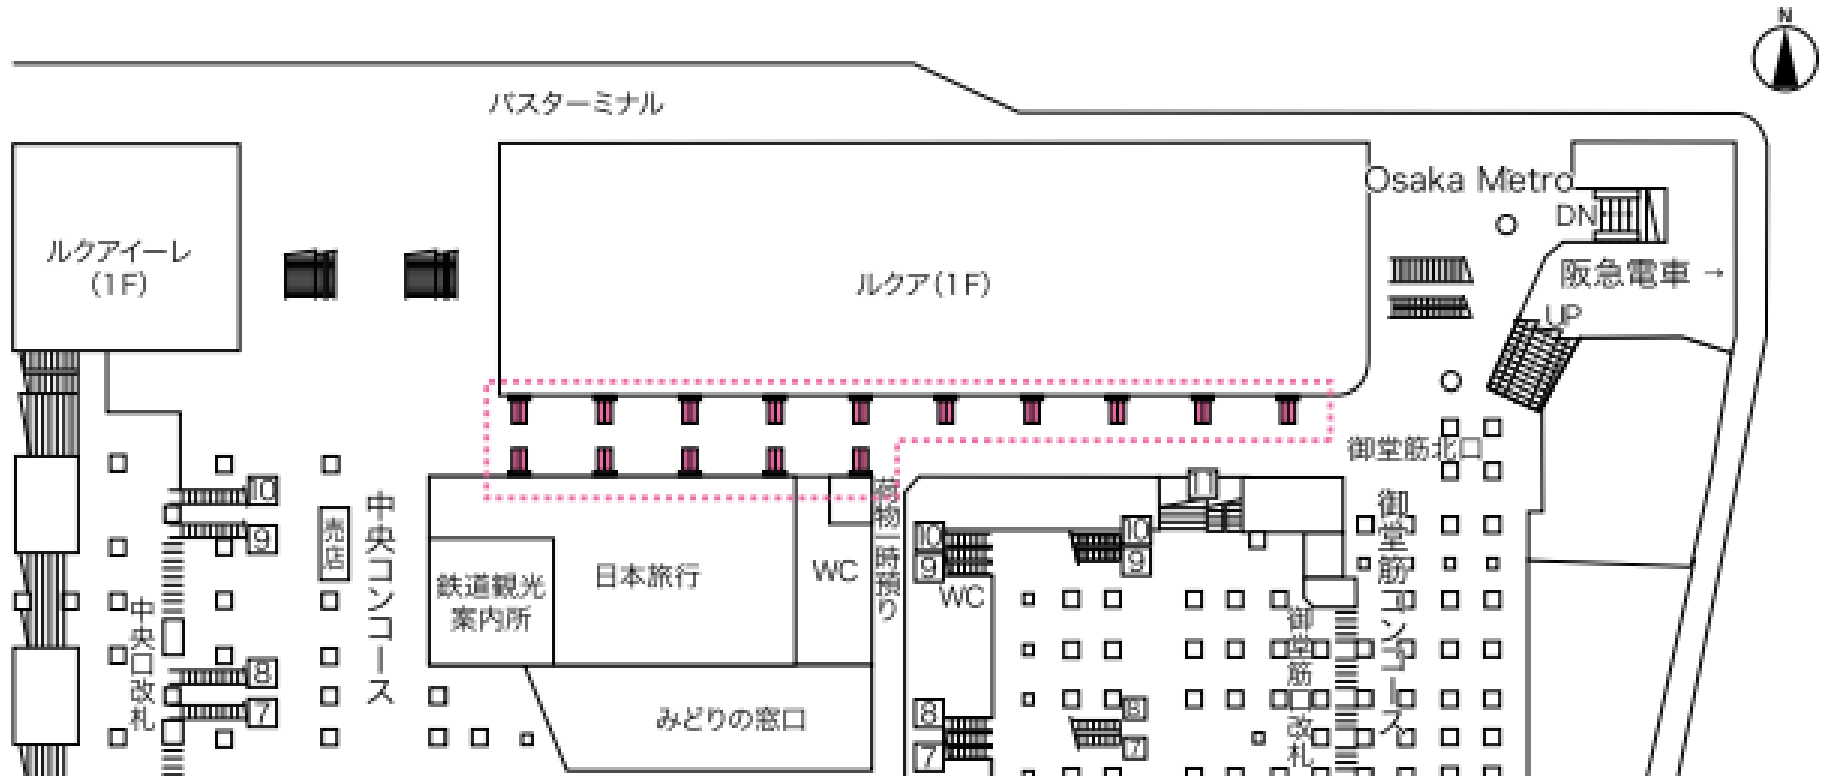 N
バスターミナル
Osaka Metro
DN
ルクアイーレ
(1F)
ルクア(1F)
阪急電車→
UP
御堂筋北口
10
9
売店
中央コンコース
荷物一時預り
11
御堂筋コンコース
10
9
10
9
鉄道観光
案内所
日本旅行
WC
WC
中央口改札
御堂筋口改札
8
7
みどりの窓口
8
7
8
7